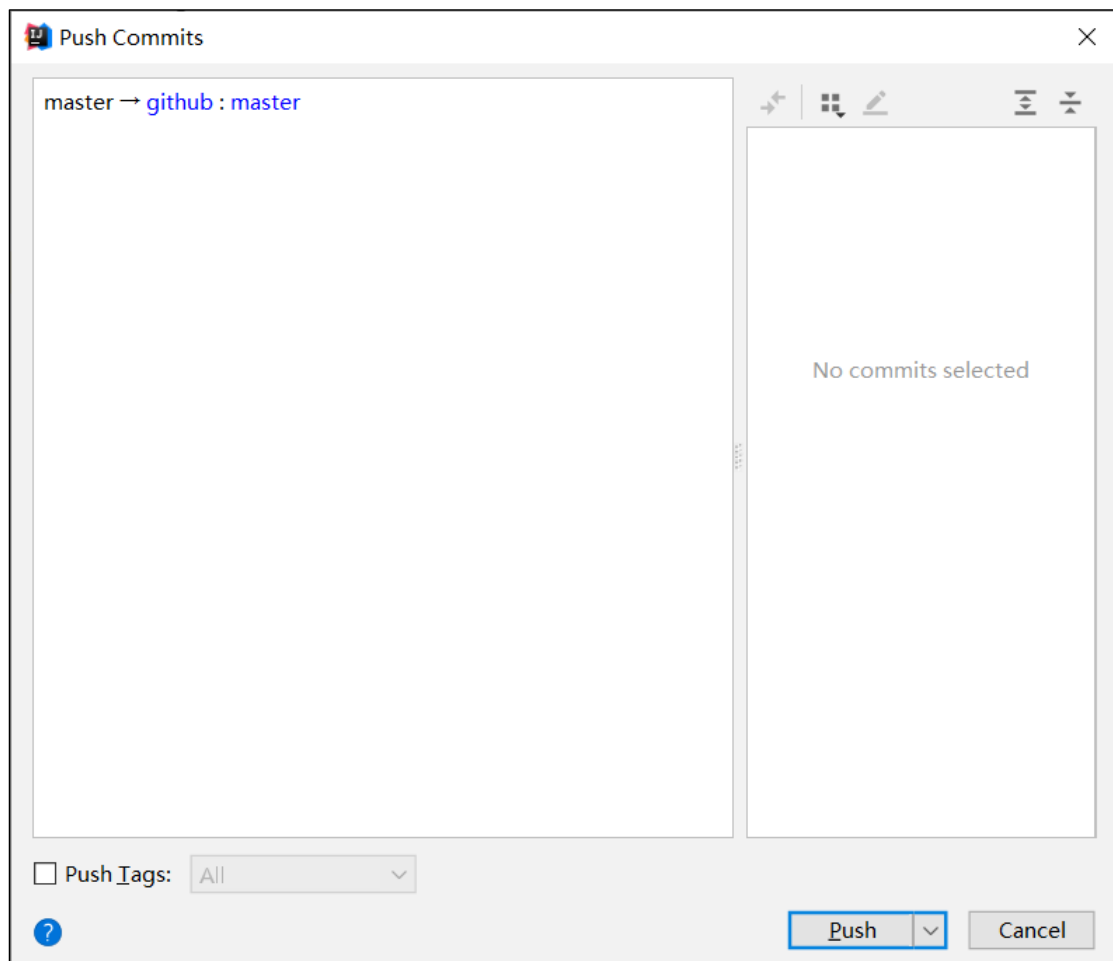 Push Commits
master → github : master
No commits selected
Push Tags:
All
Push
Cancel